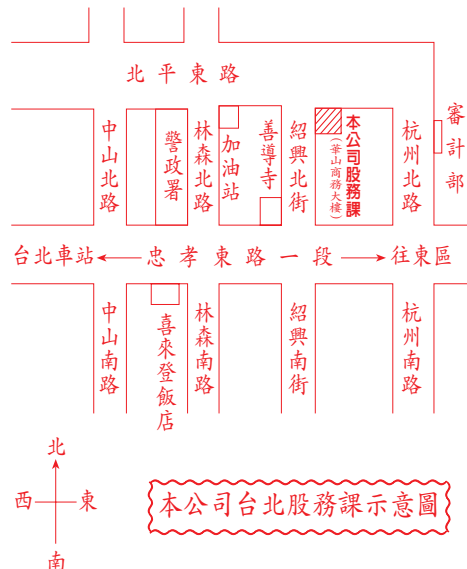 北平東路
中山北路
警政署
林森北路
加油站
善導寺
紹興北街
本公司股務課
(華山商務大樓)
杭州北路
審計部
台北車站
忠孝東路一段
往東區
中山南路
喜來登飯店
林森南路
紹興南街
杭州南路
北
西
東
南
本公司台北股務課示意圖